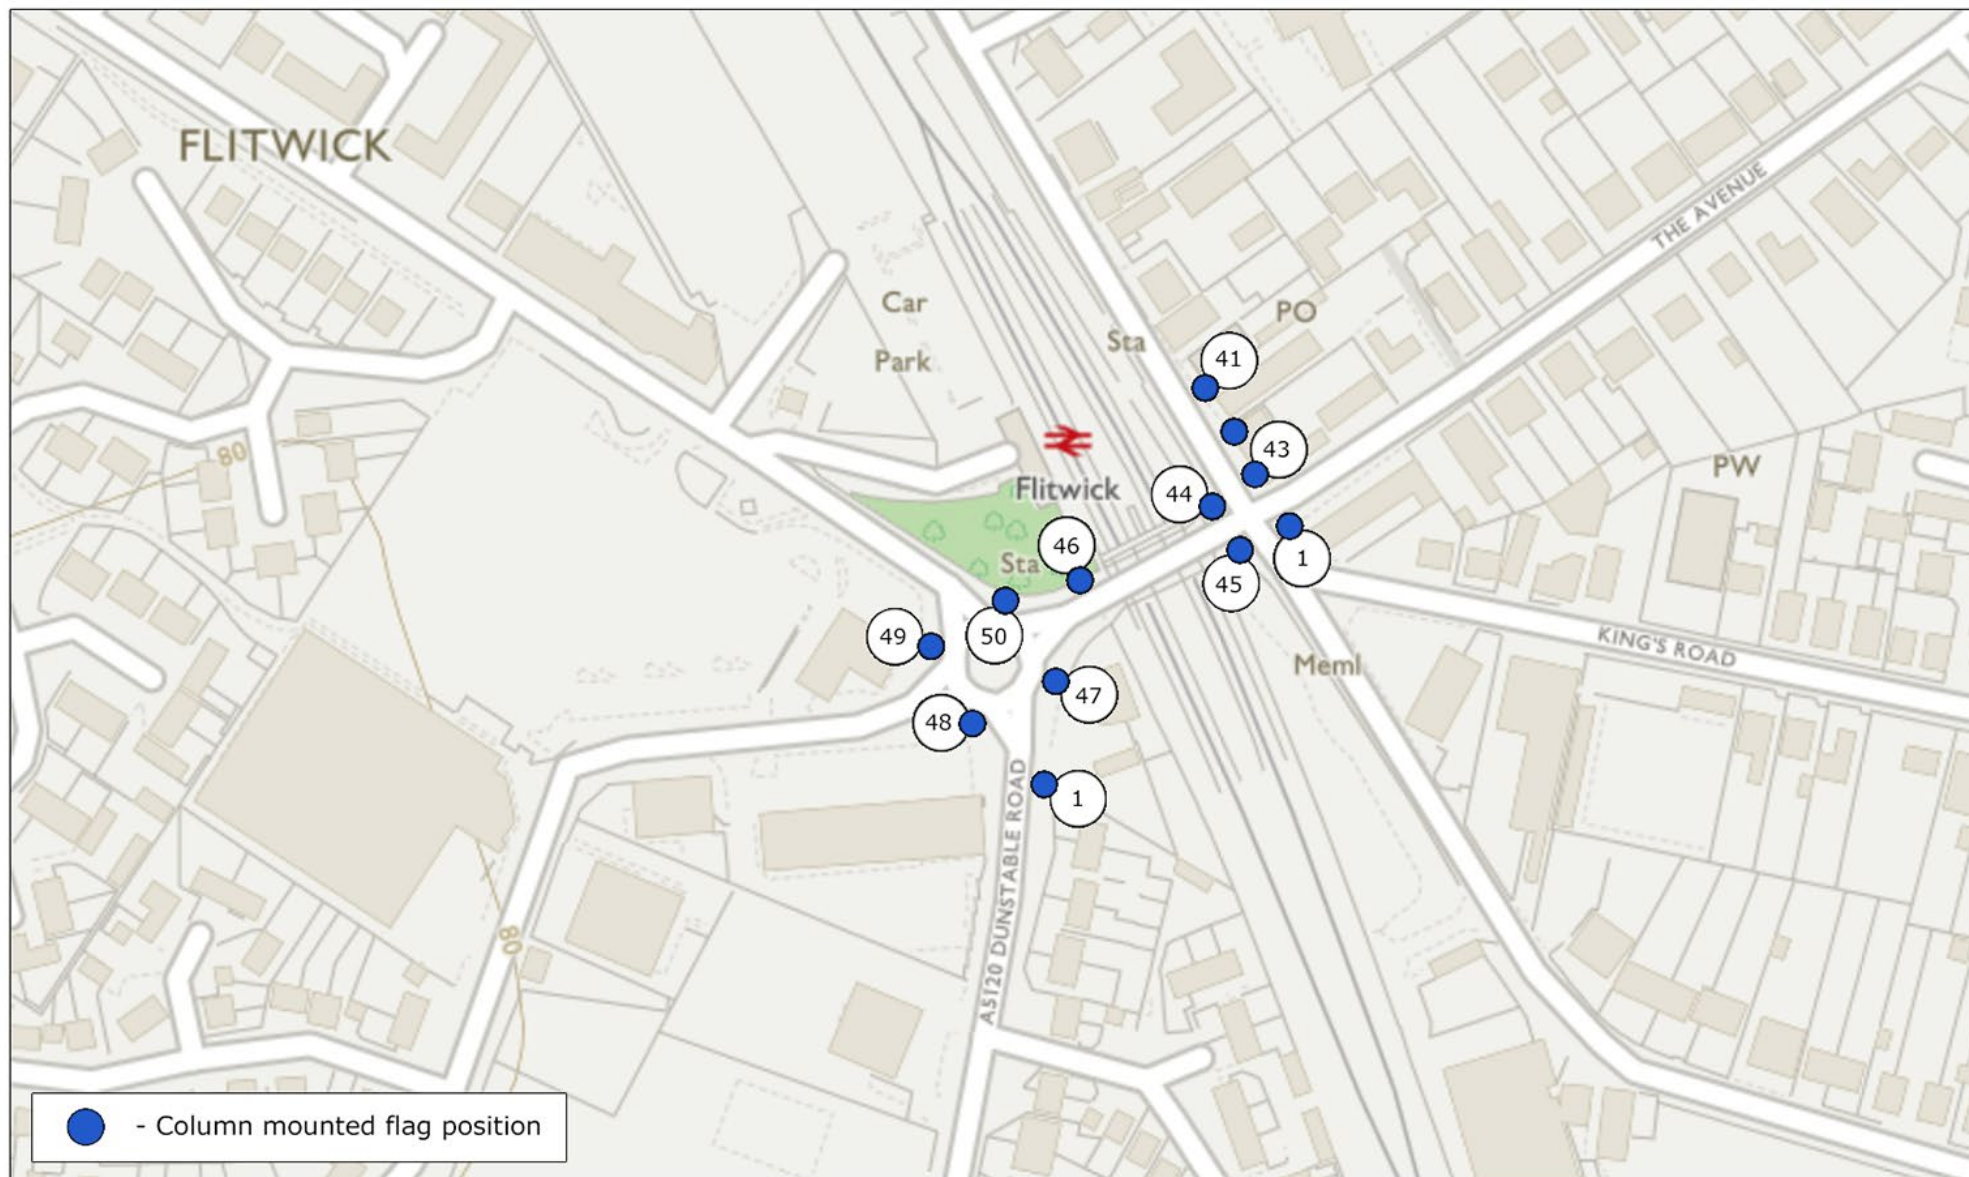 FLITWICK
THE AVENUE
Car
Park
PO
Sta
41
43
44
Flitwick
PW
80
46
Sta
1
45
49
50
KING'S ROAD
Meml
47
48
1
A5120 DUNSTABLE ROAD
80
- Column mounted flag position